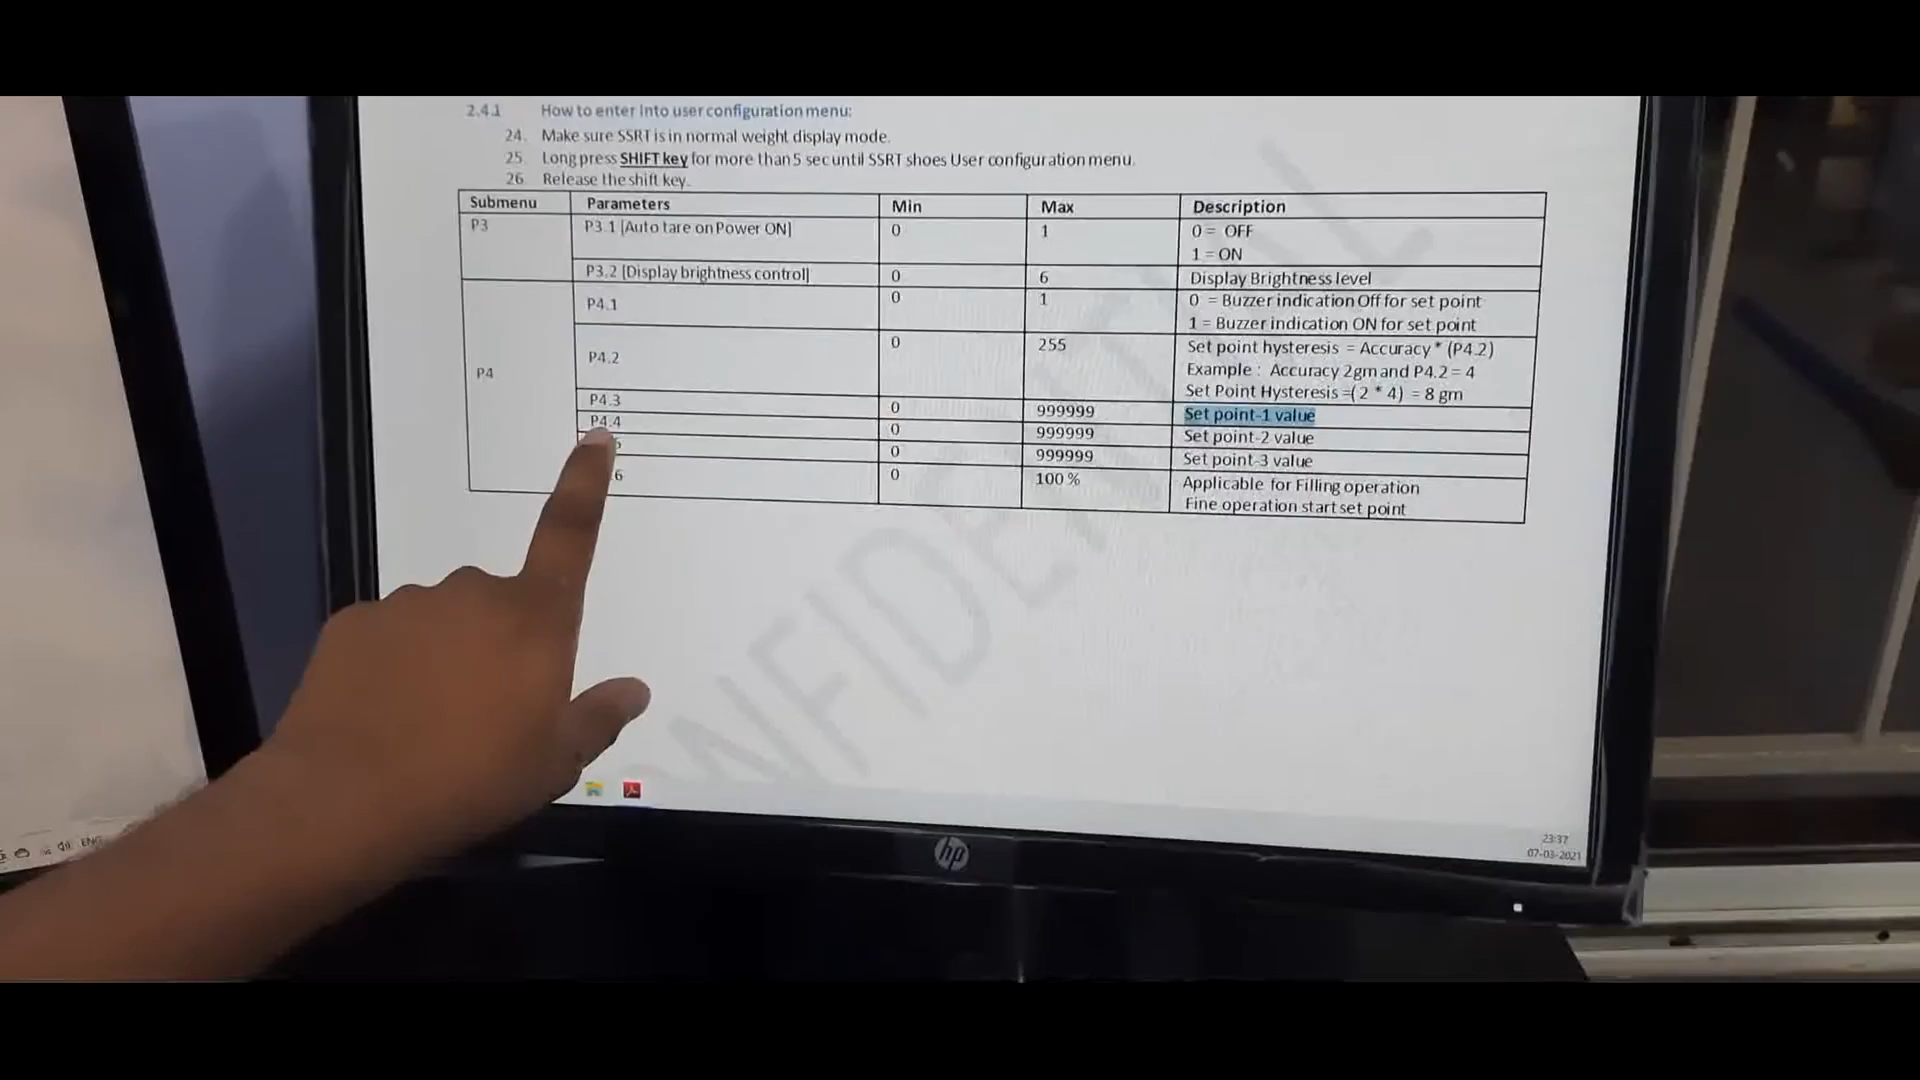 2.4.1 How to enter into user configuration menu:
24. Make sure SSRT is in normal weight display mode.
25. Long press SHIFT key for more than 5 sec until SSRT shoes User configuration menu.
26 Release the shift key.
Submenu Parameters Min Max Description
P3 P3.1 [Auto tare on Power ON] 0 1 0 = OFF
1 = ON
P3.2 [Display brightness control] 0 6 Display Brightness level
P4 P4.1 0 1 0 = Buzzer indication Off for set point
1 = Buzzer indication ON for set point
P4.2 0 255 Set point hysteresis = Accuracy * (P4.2)
Example : Accuracy 2gm and P4.2 = 4
Set Point Hysteresis =( 2 * 4) = 8 gm
P4.3 0 999999 Set point-1 value
P4.4 0 999999 Set point-2 value
5 0 999999 Set point-3 value
.6 0 100 % Applicable for Filling operation
Fine operation start set point
CONFIDENTIAL
ENG
hp
23:37
07-03-2021